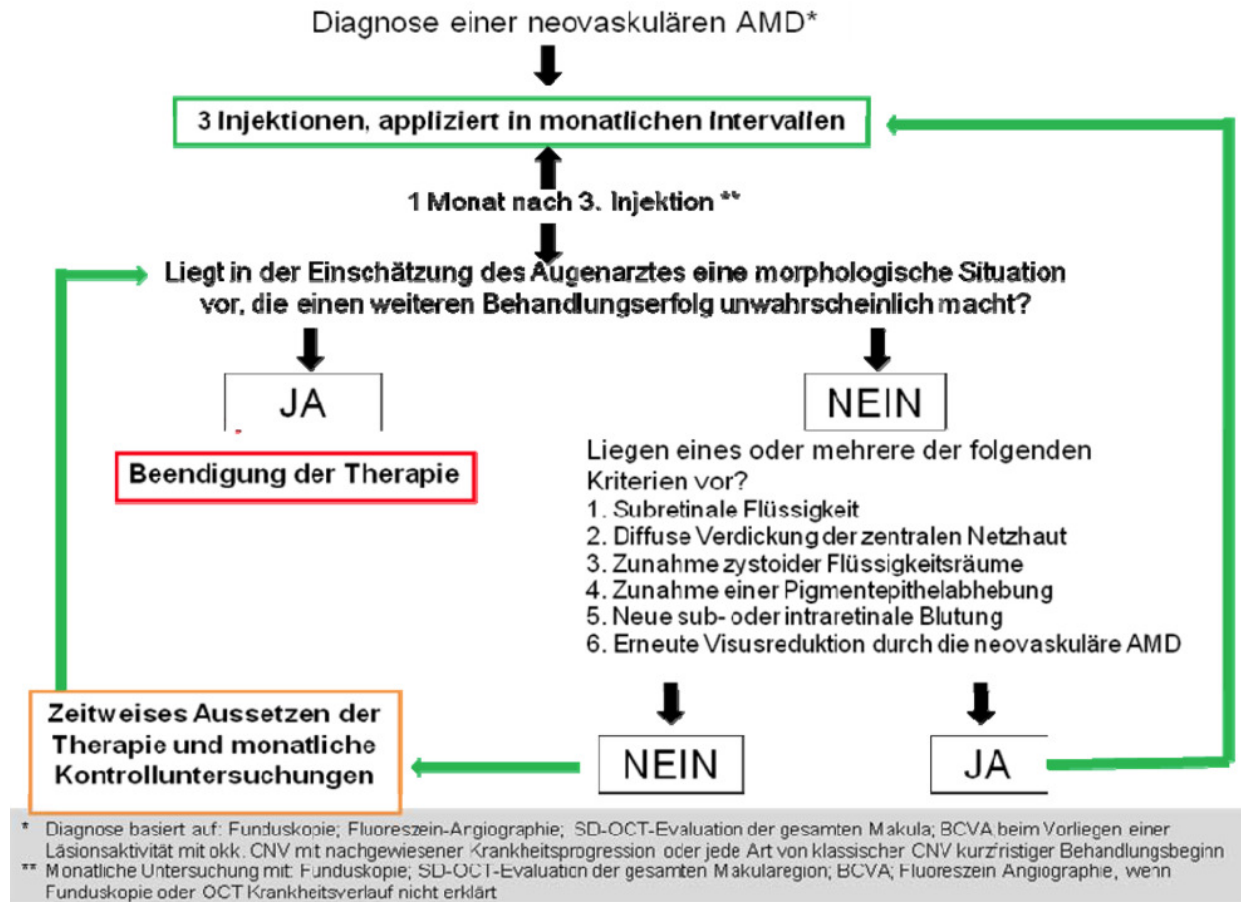 Diagnose einer neovaskulären AMD*
3 Injektionen, appliziert in monatlichen Intervallen
1 Monat nach 3. Injektion **
Liegt in der Einschätzung des Augenarztes eine morphologische Situation
vor, die einen weiteren Behandlungserfolg unwahrscheinlich macht?
JA
NEIN
Beendigung der Therapie
Liegen eines oder mehrere der folgenden
Kriterien vor?
1. Subretinale Flüssigkeit
2. Diffuse Verdickung der zentralen Netzhaut
3. Zunahme zystoider Flüssigkeitsräume
4. Zunahme einer Pigmentepithelabhebung
5. Neue sub- oder intraretinale Blutung
6. Erneute Visusreduktion durch die neovaskuläre AMD
Zeitweises Aussetzen der
Therapie und monatliche
Kontrolluntersuchungen
NEIN
JA
* Diagnose basiert auf: Funduskopie; Fluoreszein-Angiographie; SD-OCT-Evaluation der gesamten Makula; BCVA beim Vorliegen einer
Läsionsaktivität mit okk. CNV mit nachgewiesener Krankheitsprogression oder jede Art von klassischer CNV kurzfristiger Behandlungsbeginn
** Monatliche Untersuchung mit: Funduskopie; SD-OCT-Evaluation der gesamten Makularegion; BCVA; Fluoreszein Angiographie, wenn
Funduskopie oder OCT Krankheitsverlauf nicht erklärt